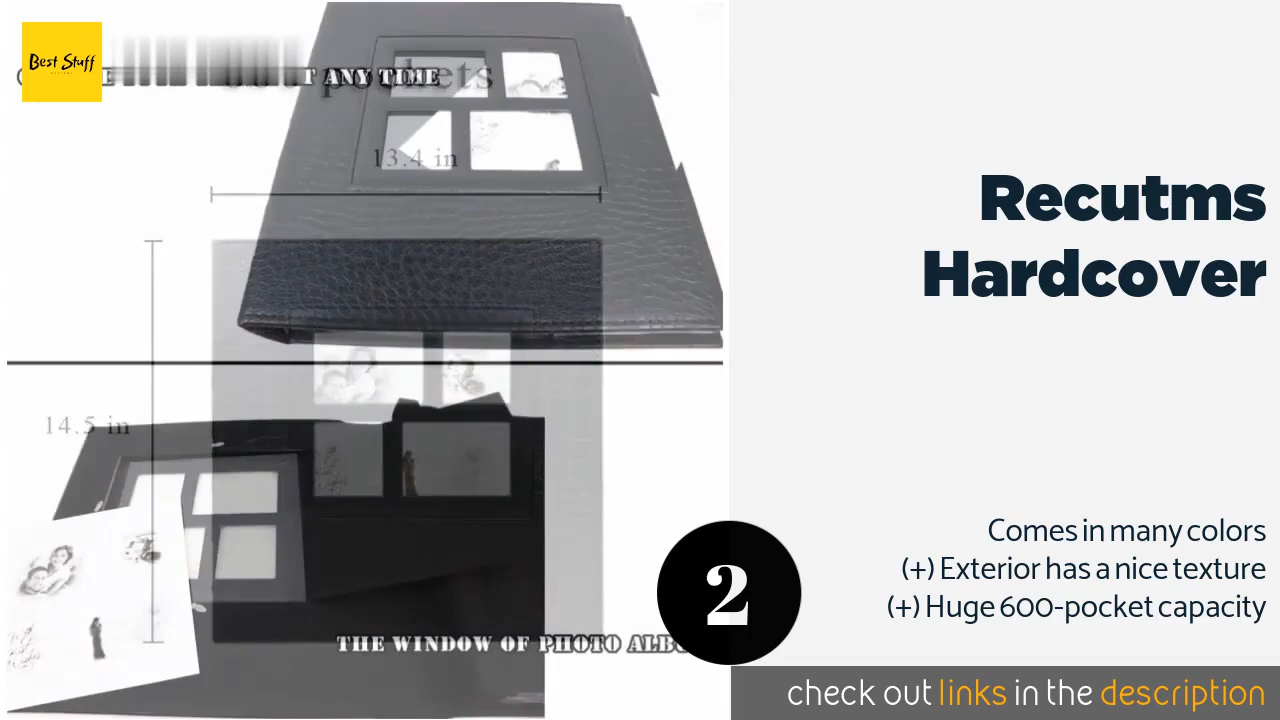 Best Stuff
T ANY TIME
pockets
13.4 in
14.5 in
THE WINDOW OF PHOTO
Recutms
Hardcover
2
Comes in many colors
(+) Exterior has a nice texture
(+) Huge 600-pocket capacity
check out links in the description